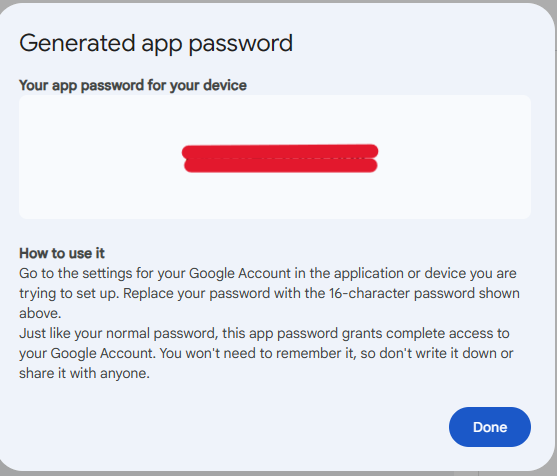 Generated app password
Your app password for your device
How to use it
Go to the settings for your Google Account in the application or device you are
trying to set up. Replace your password with the 16-character password shown
above.
Just like your normal password, this app password grants complete access to
your Google Account. You won't need to remember it, so don't write it down or
share it with anyone.
Done